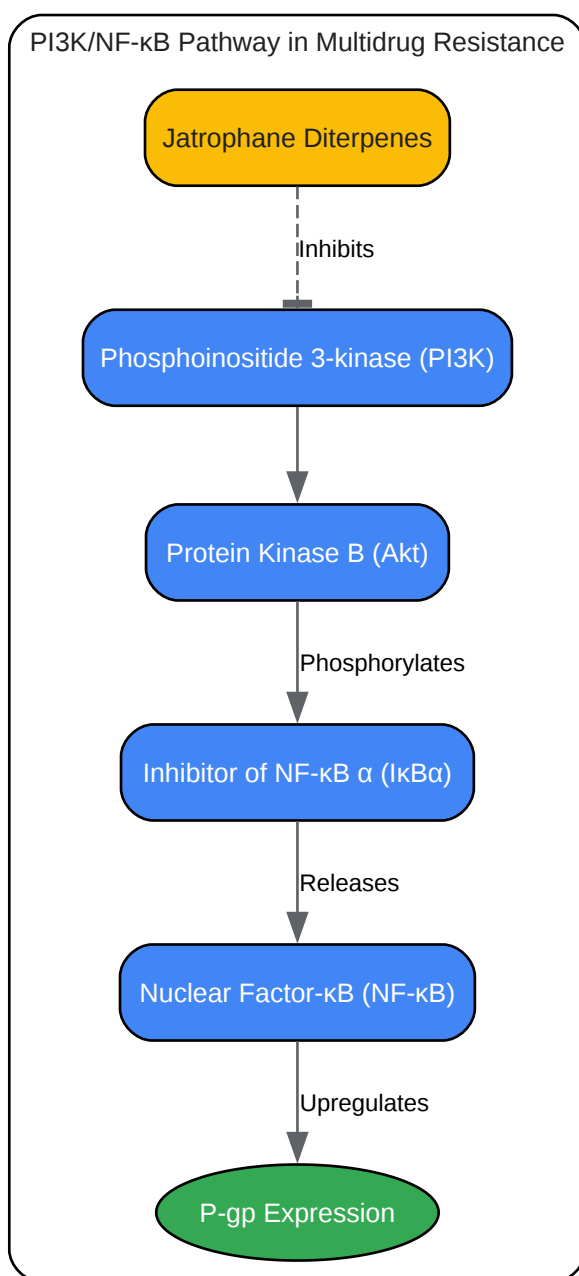 PI3K/NF-κB Pathway in Multidrug Resistance
Jatrophane Diterpenes
Inhibits
Phosphoinositide 3-kinase (PI3K)
Protein Kinase B (Akt)
Phosphorylates
Inhibitor of NF-κB α (IκBα)
Releases
Nuclear Factor-κB (NF-κB)
Upregulates
P-gp Expression